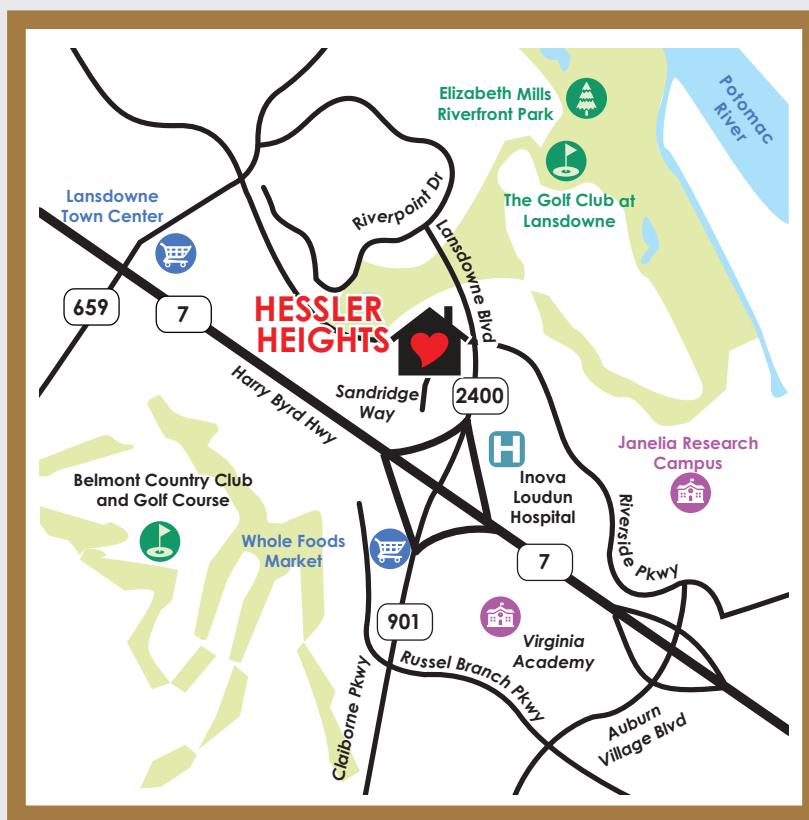 Elizabeth Mills
Riverfront Park
Potomac
River
Lansdowne
Town Center
Riverpoint Dr
The Golf Club at
Lansdowne
Lansdowne Blvd
659
7
HESSLER
HEIGHTS
Harry Byrd Hwy
Sandridge
Way
2400
H
Janelia Research
Campus
Belmont Country Club
and Golf Course
Inova
Loudun
Hospital
Riverside Pkwy
Whole Foods
Market
7
901
Virginia
Academy
Russel Branch Pkwy
Claiborne Pkwy
Auburn
Village Blvd